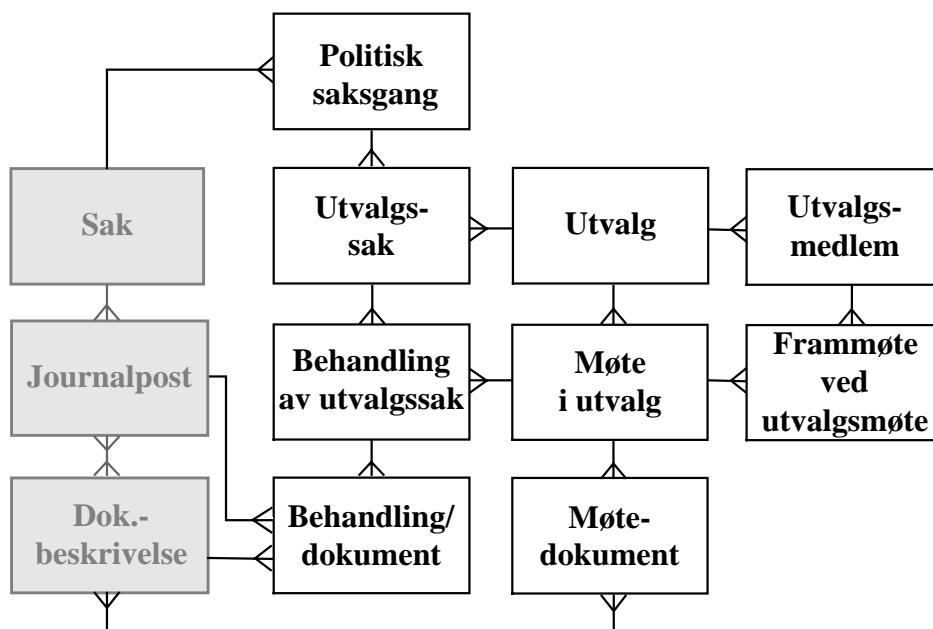 Politisk
saksgang
Sak
Utvalgs-
sak
Utvalg
Utvalgs-
medlem
Journalpost
Behandling
av utvalgssak
Møte
i utvalg
Frammøte
ved
utvalgsmøte
Dok.-
beskrivelse
Behandling/
dokument
Møte-
dokument